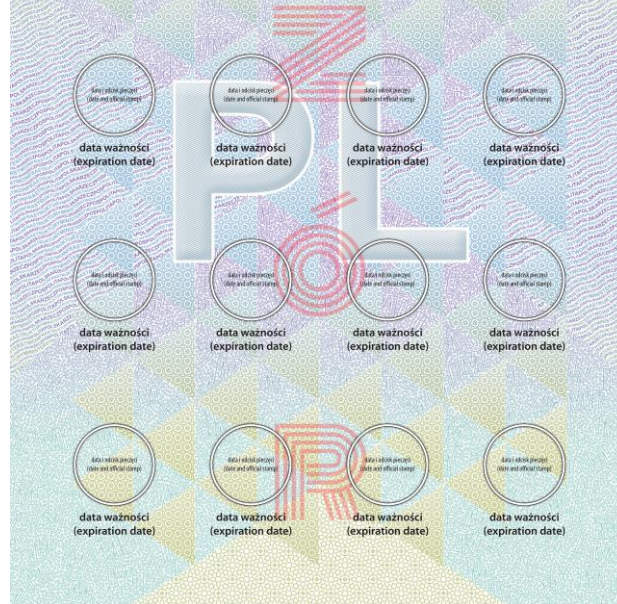 Z
data i odcisk pieczęci
(date and official stamp)
data ważności
(expiration date)
data i odcisk pieczęci
(date and official stamp)
data ważności
(expiration date)
data i odcisk pieczęci
(date and official stamp)
data ważności
(expiration date)
data i odcisk pieczęci
(date and official stamp)
data ważności
(expiration date)
PL
Ó
data i odcisk pieczęci
(date and official stamp)
data ważności
(expiration date)
data i odcisk pieczęci
(date and official stamp)
data ważności
(expiration date)
data i odcisk pieczęci
(date and official stamp)
data ważności
(expiration date)
data i odcisk pieczęci
(date and official stamp)
data ważności
(expiration date)
R
data i odcisk pieczęci
(date and official stamp)
data ważności
(expiration date)
data i odcisk pieczęci
(date and official stamp)
data ważności
(expiration date)
data i odcisk pieczęci
(date and official stamp)
data ważności
(expiration date)
data i odcisk pieczęci
(date and official stamp)
data ważności
(expiration date)